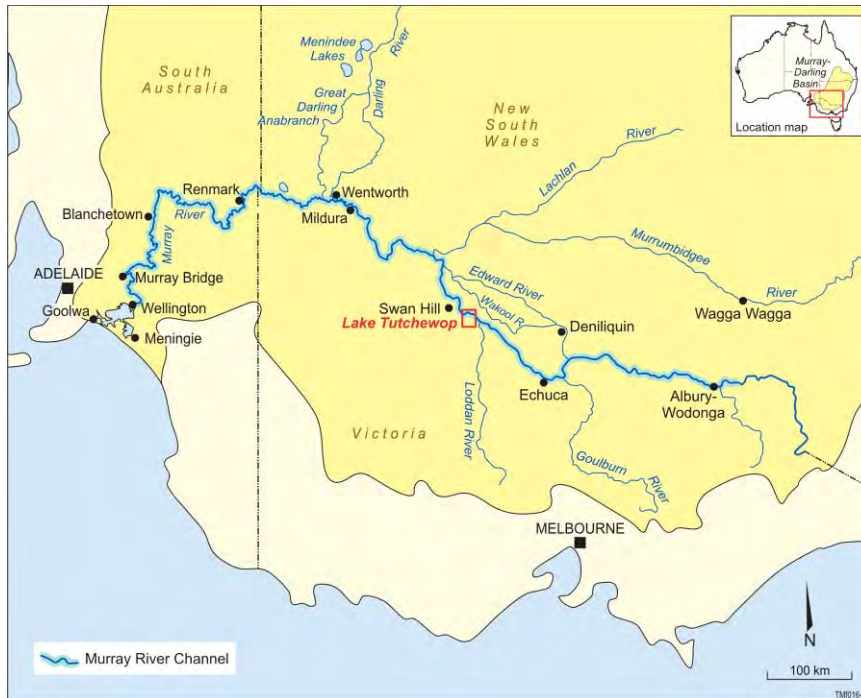 Menindee
Lakes
River
South
Australia
Great
Darling
Anabranch
Darling
New
South
Wales
Murray-
Darling
Basin
Location map
Lachlan
River
Renmark
Wentworth
Blanchetown
River
Mildura
Murray
Murrumbidgee
River
ADELAIDE
Murray Bridge
Edward River
Wakool R.
Swan Hill
Wagga Wagga
Goolwa
Wellington
Lake Tutchewop
Deniliquin
Meningie
Echuca
Albury-
Wodonga
Loddan River
Victoria
Goulburn
River
MELBOURNE
N
Murray River Channel
100 km